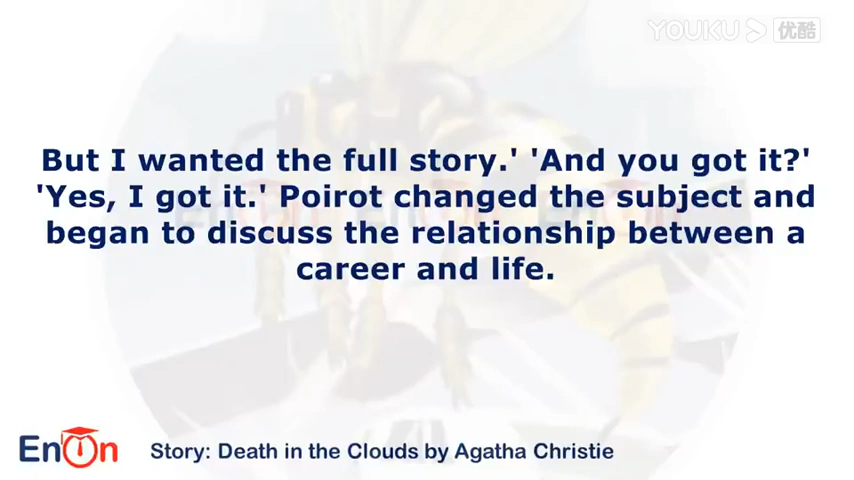 YOUKU 优酷
But I wanted the full story.' 'And you got it?'
'Yes, I got it.' Poirot changed the subject and
began to discuss the relationship between a
career and life.
EnOn
Story: Death in the Clouds by Agatha Christie